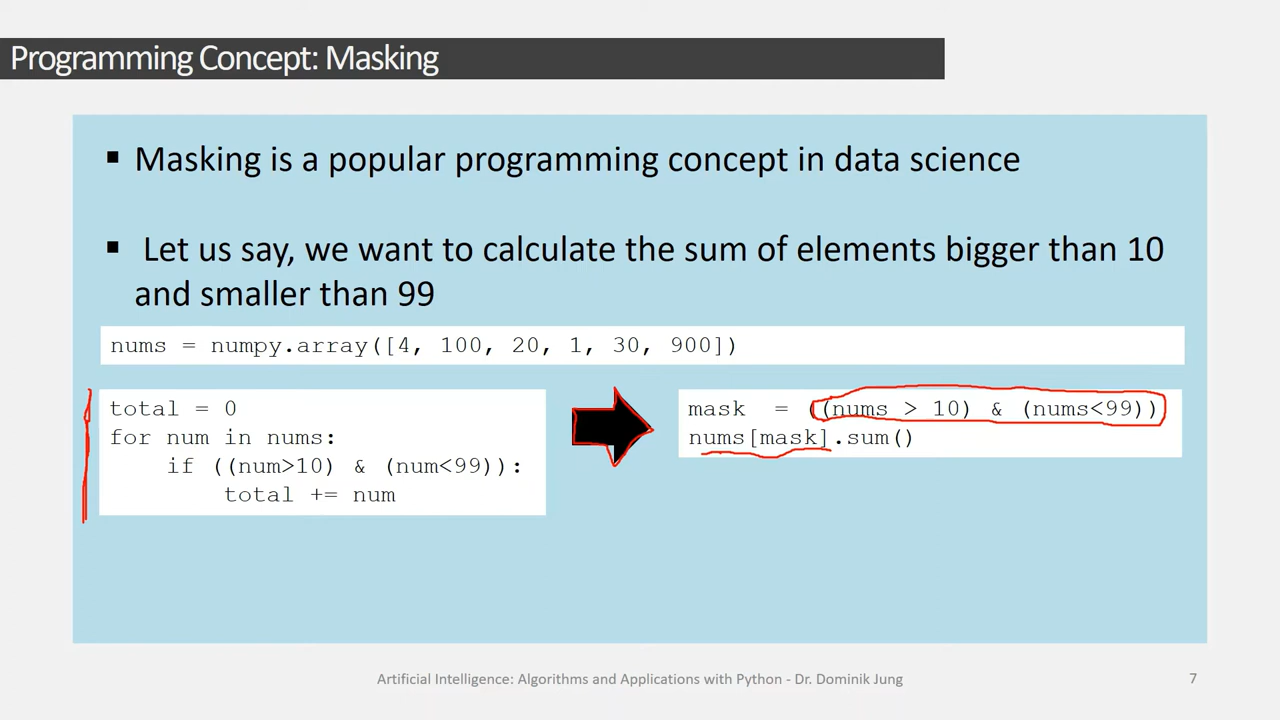 Programming Concept: Masking
▪ Masking is a popular programming concept in data science
▪ Let us say, we want to calculate the sum of elements bigger than 10
and smaller than 99
nums = numpy.array([4, 100, 20, 1, 30, 900])
total = 0
for num in nums:
    if ((num>10) & (num<99)):
        total += num
mask  = ((nums > 10) & (nums<99))
nums[mask].sum()
Artificial Intelligence: Algorithms and Applications with Python - Dr. Dominik Jung
7